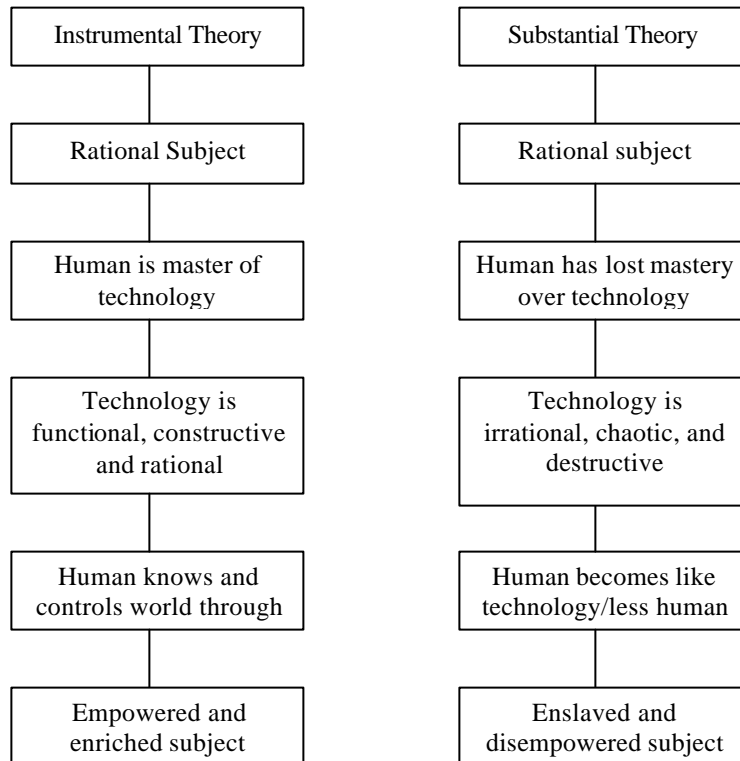 Instrumental Theory
Rational Subject
Human is master of
technology
Technology is
functional, constructive
and rational
Human knows and
controls world through
Empowered and
enriched subject
Substantial Theory
Rational subject
Human has lost mastery
over technology
Technology is
irrational, chaotic, and
destructive
Human becomes like
technology/less human
Enslaved and
disempowered subject